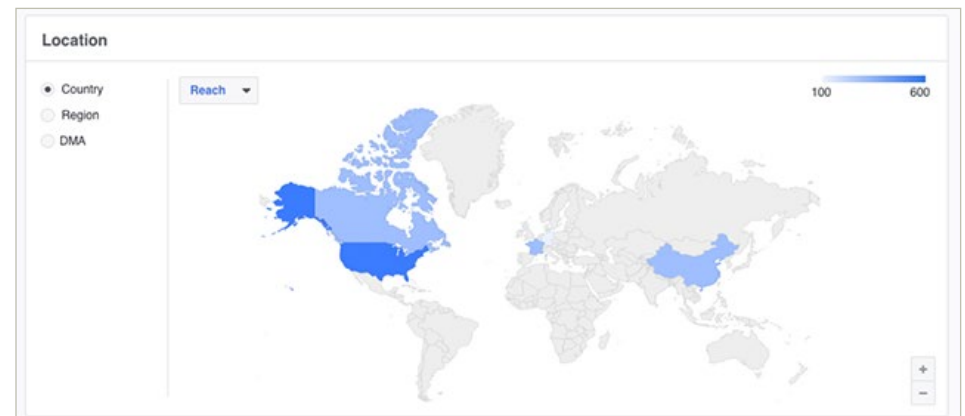 Location
Country
Region
DMA
Reach
100 600
+
−